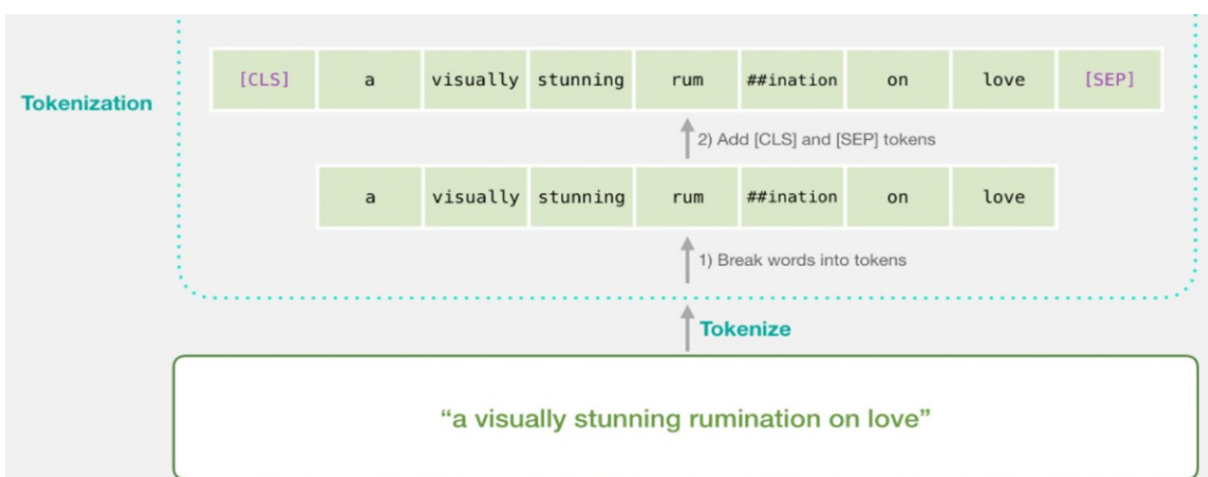 [CLS] a visually stunning rum ##ination on love [SEP]
Tokenization
2) Add [CLS] and [SEP] tokens
a visually stunning rum ##ination on love
1) Break words into tokens
Tokenize
“a visually stunning rumination on love”